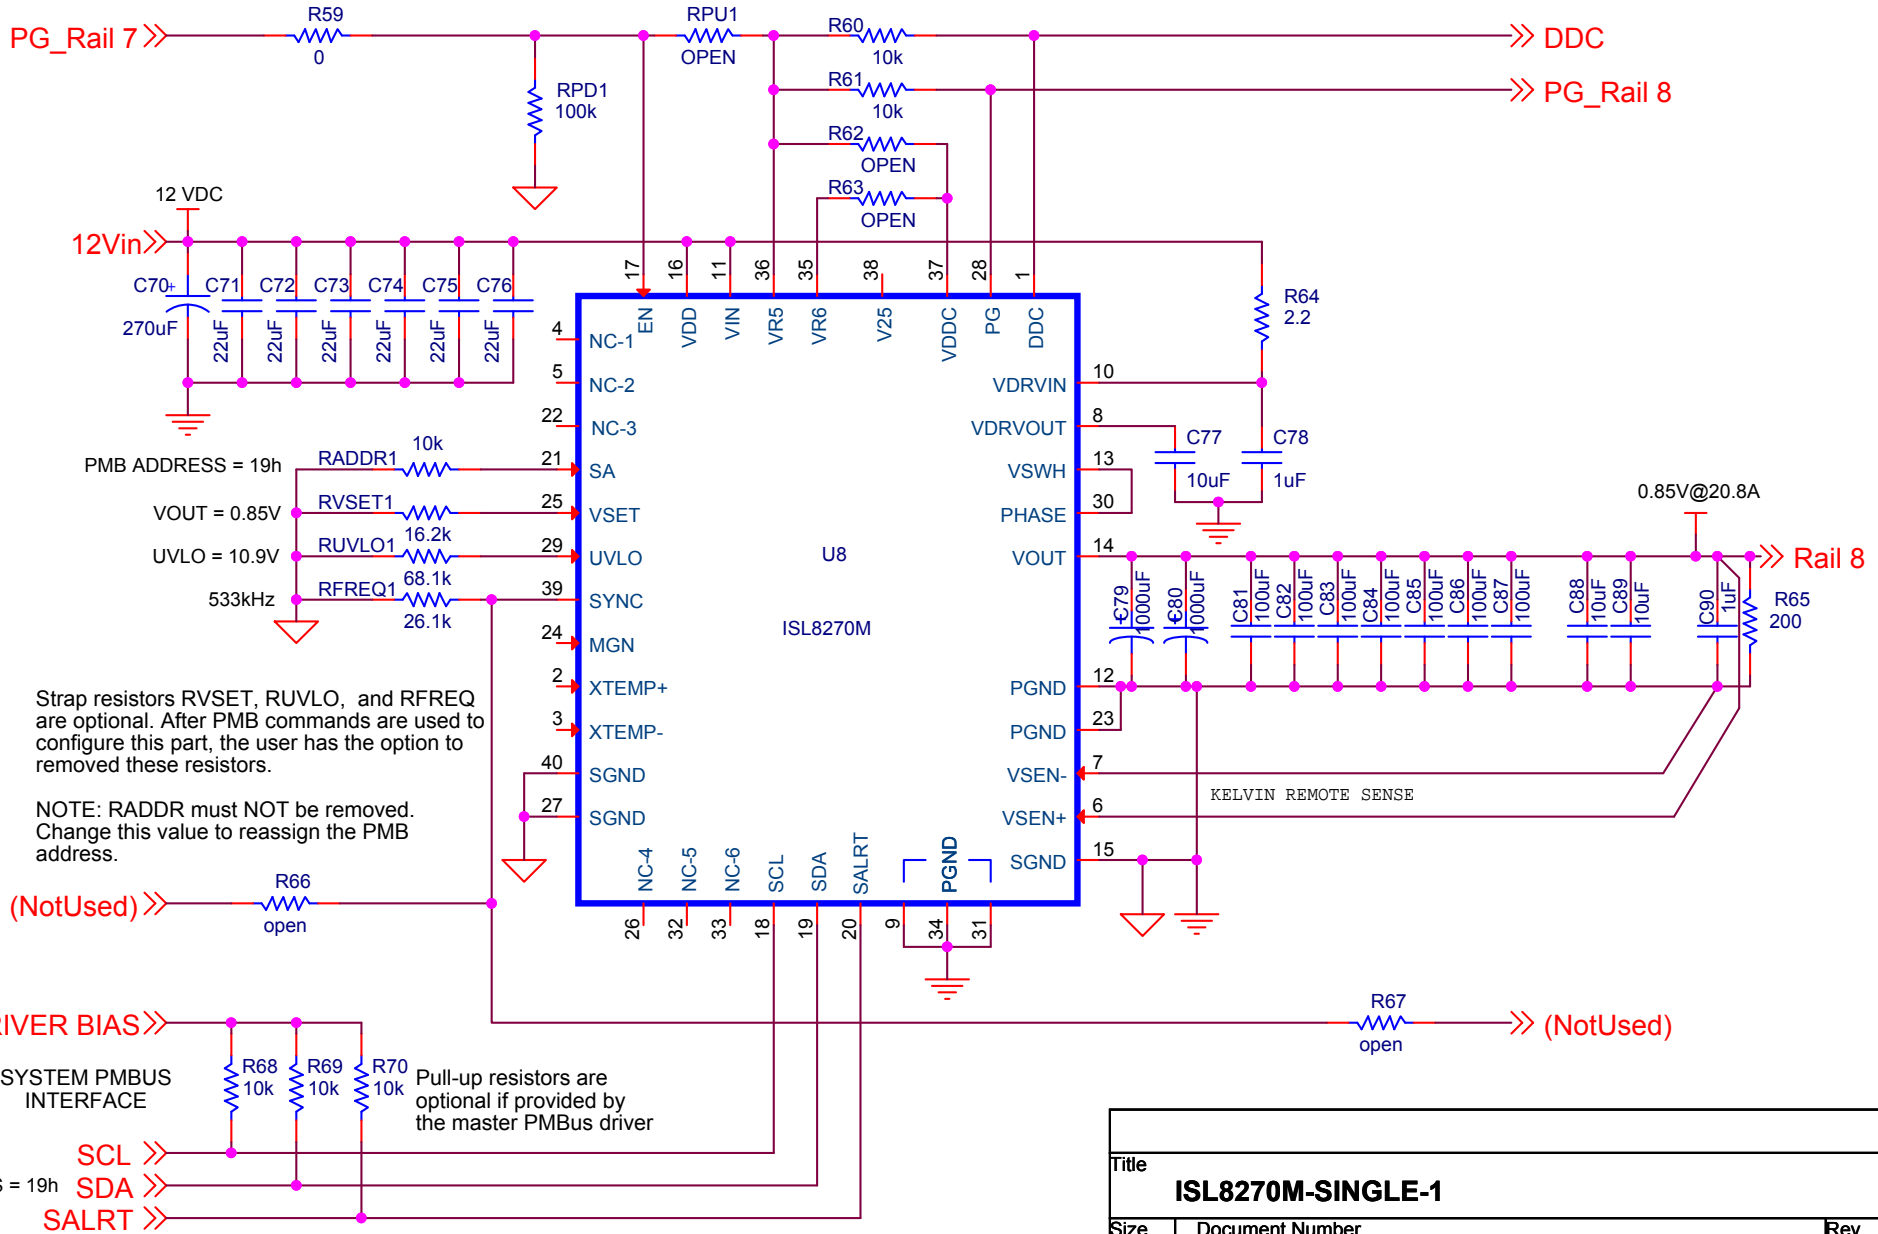 R59
PG_Rail 7
0
RPU1
OPEN
R60
10k
DDC
R61
10k
PG_Rail 8
RPD1
100k
R62
OPEN
R63
OPEN
12 VDC
12Vin
C70
+
270uF
C71
22uF
C72
22uF
C73
22uF
C74
22uF
C75
22uF
C76
22uF
17
16
11
36
35
38
37
28
1
EN
VDD
VIN
VR5
VR6
V25
VDDC
PG
DDC
R64
2.2
4
NC-1
5
NC-2
22
NC-3
VDRVIN
10
VDRVOUT
8
C77
10uF
C78
1uF
VSWH
13
PHASE
30
VOUT
14
PMB ADDRESS = 19h
RADDR1
10k
21
SA
VOUT = 0.85V
RVSET1
16.2k
25
VSET
UVLO = 10.9V
RUVLO1
68.1k
29
UVLO
533kHz
RFREQ1
26.1k
39
SYNC
24
MGN
2
XTEMP+
3
XTEMP-
40
SGND
27
SGND
U8
ISL8270M
0.85V@20.8A
Rail 8
+
C79
1000uF
+
C80
1000uF
C81
100uF
C82
100uF
C83
100uF
C84
100uF
C85
100uF
C86
100uF
C87
100uF
C88
10uF
C89
10uF
C90
1uF
R65
200
PGND
12
PGND
23
VSEN-
7
KELVIN REMOTE SENSE
VSEN+
6
SGND
15
Strap resistors RVSET, RUVLO,  and RFREQ
are optional. After PMB commands are used to
configure this part, the user has the option to
removed these resistors.
NOTE: RADDR must NOT be removed.
Change this value to reassign the PMB
address.
NC-4
NC-5
NC-6
SCL
SDA
SALRT
PGND
26
32
33
18
19
20
9
34
31
(NotUsed)
R66
open
R67
open
(NotUsed)
RIVER BIAS
SYSTEM PMBUS
INTERFACE
R68
10k
R69
10k
R70
10k
Pull-up resistors are
optional if provided by
the master PMBus driver
SCL
= 19h
SDA
SALRT
Title
ISL8270M-SINGLE-1
Size
Document Number
Rev